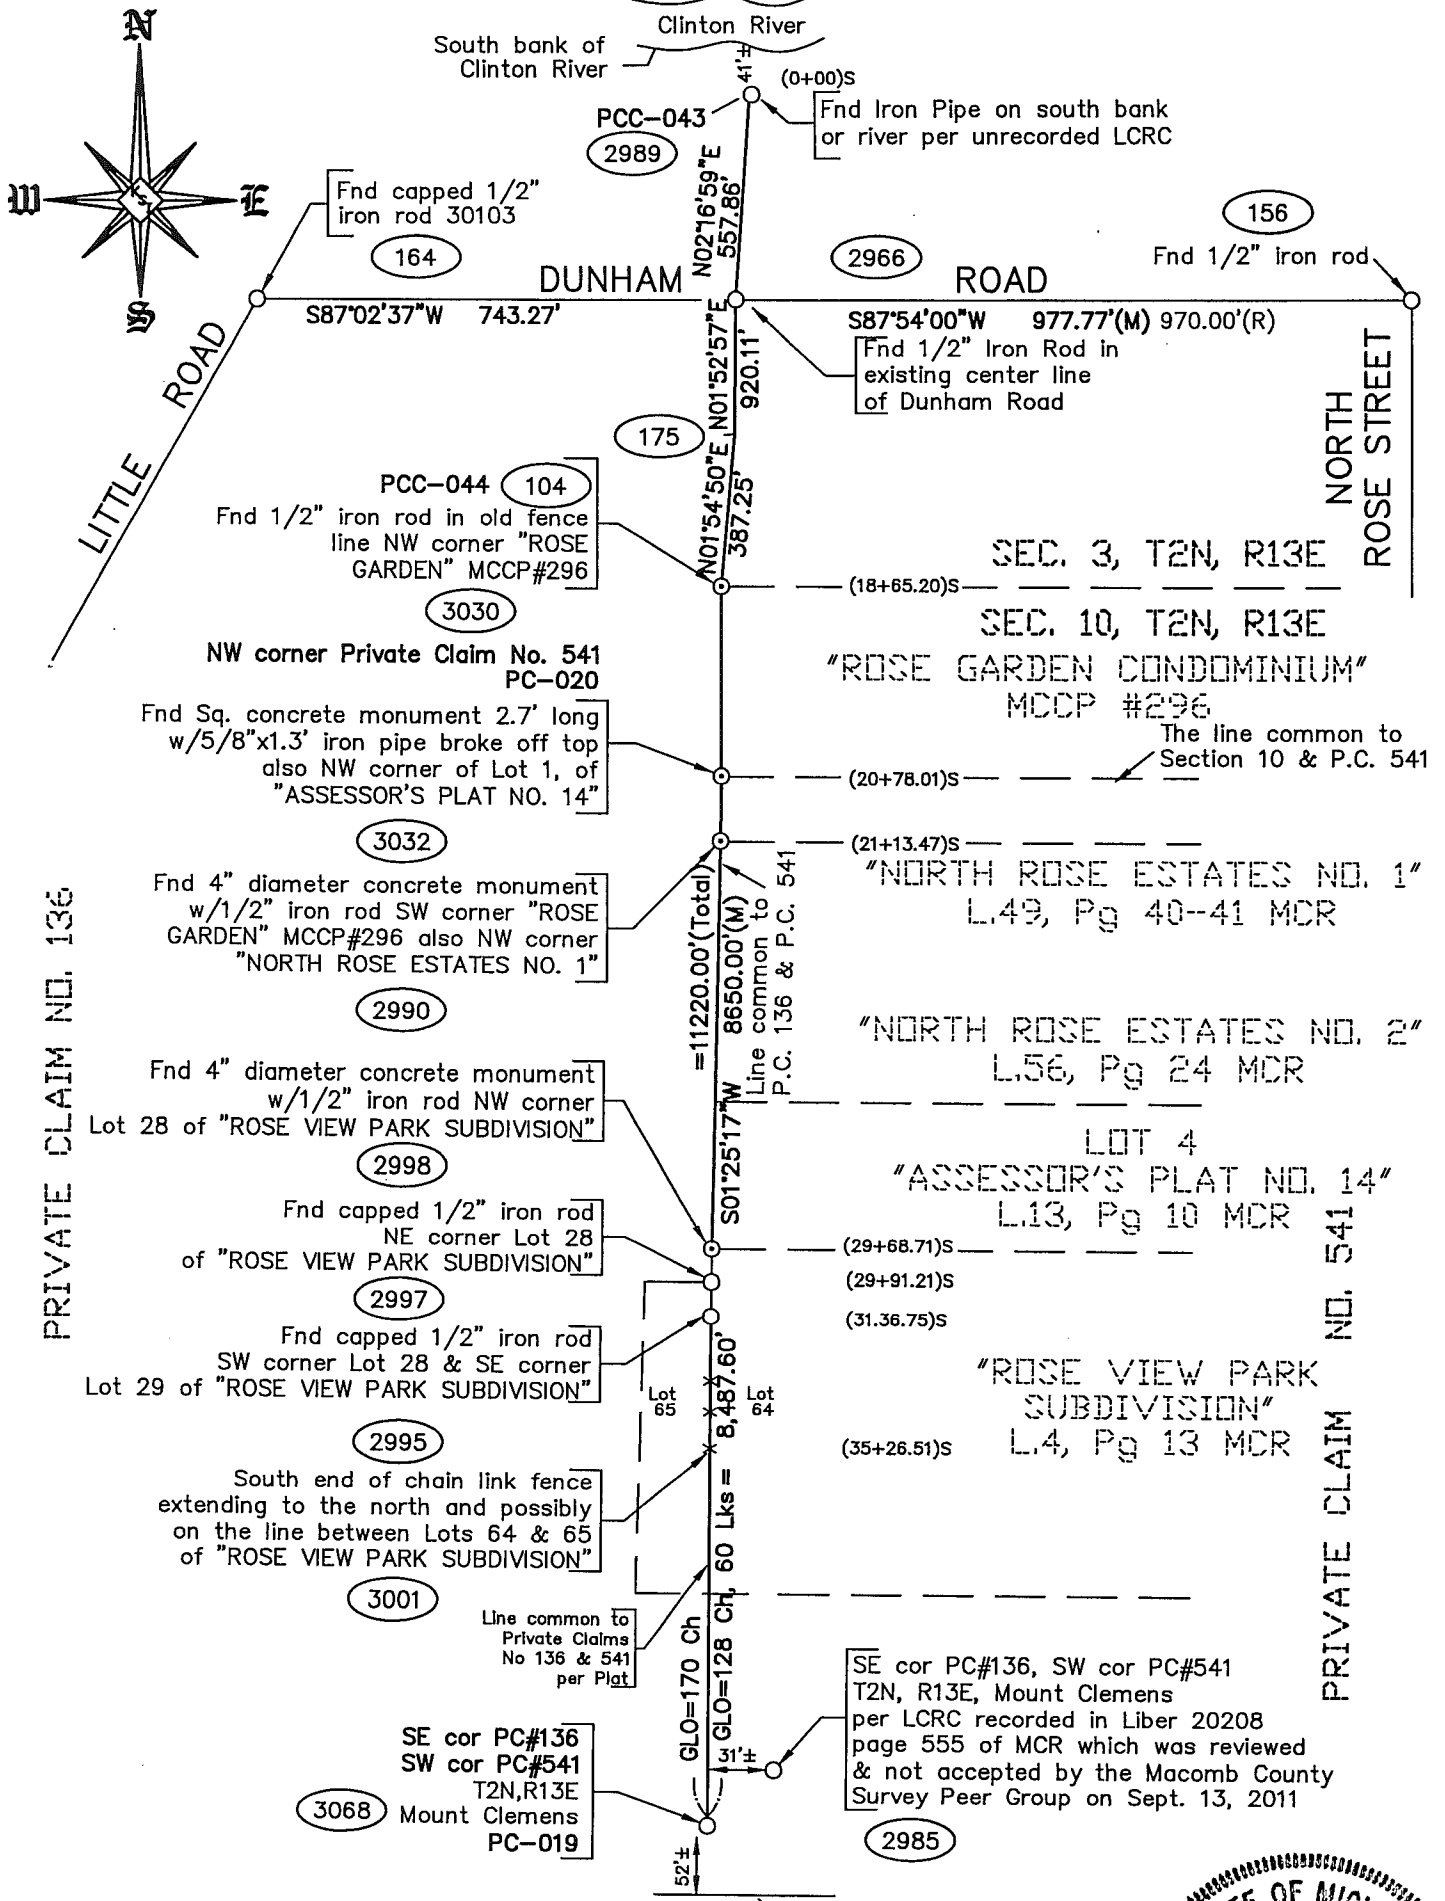 N
W
E
S
K
S
Clinton River
South bank of
Clinton River
41'±
(0+00)S
PCC-043
2989
Fnd Iron Pipe on south bank
or river per unrecorded LCRC
N02°16'59"E
557.86'
Fnd capped 1/2"
iron rod 30103
164
DUNHAM ROAD
2966
156
Fnd 1/2" iron rod
S87°02'37"W 743.27'
S87°54'00"W 977.77'(M) 970.00'(R)
Fnd 1/2" Iron Rod in
existing center line
of Dunham Road
LITTLE ROAD
NORTH
ROSE STREET
N01°52'57"E
920.11'
175
N01°54'50"E
387.25'
PCC-044 104
Fnd 1/2" iron rod in old fence
line NW corner "ROSE
GARDEN" MCCP#296
3030
SEC. 3, T2N, R13E
(18+65.20)S
SEC. 10, T2N, R13E
"ROSE GARDEN CONDOMINIUM"
MCCP #296
NW corner Private Claim No. 541
PC-020
Fnd Sq. concrete monument 2.7' long
w/5/8"x1.3' iron pipe broke off top
also NW corner of Lot 1, of
"ASSESSOR'S PLAT NO. 14"
3032
The line common to
Section 10 & P.C. 541
(20+78.01)S
(21+13.47)S
Fnd 4" diameter concrete monument
w/1/2" iron rod SW corner "ROSE
GARDEN" MCCP#296 also NW corner
"NORTH ROSE ESTATES NO. 1"
2990
"NORTH ROSE ESTATES NO. 1"
L.49, Pg 40--41 MCR
=11220.00'(Total)
8650.00'(M)
Line common to
P.C. 136 & P.C. 541
S01°25'17"W
PRIVATE CLAIM NO. 136
"NORTH ROSE ESTATES NO. 2"
L.56, Pg 24 MCR
Fnd 4" diameter concrete monument
w/1/2" iron rod NW corner
Lot 28 of "ROSE VIEW PARK SUBDIVISION"
2998
LOT 4
"ASSESSOR'S PLAT NO. 14"
L.13, Pg 10 MCR
Fnd capped 1/2" iron rod
NE corner Lot 28
of "ROSE VIEW PARK SUBDIVISION"
2997
(29+68.71)S
(29+91.21)S
(31.36.75)S
Fnd capped 1/2" iron rod
SW corner Lot 28 & SE corner
Lot 29 of "ROSE VIEW PARK SUBDIVISION"
2995
Lot
65
Lot
64
"ROSE VIEW PARK
SUBDIVISION"
L.4, Pg 13 MCR
(35+26.51)S
South end of chain link fence
extending to the north and possibly
on the line between Lots 64 & 65
of "ROSE VIEW PARK SUBDIVISION"
3001
PRIVATE CLAIM NO. 541
GLO=170 Ch
GLO=128 Ch, 60 Lks = 8,487.60'
Line common to
Private Claims
No 136 & 541
per Plat
SE cor PC#136, SW cor PC#541
T2N, R13E, Mount Clemens
per LCRC recorded in Liber 20208
page 555 of MCR which was reviewed
& not accepted by the Macomb County
Survey Peer Group on Sept. 13, 2011
2985
31'±
SE cor PC#136
SW cor PC#541
T2N,R13E
Mount Clemens
PC-019
3068
52'±
OF MIC